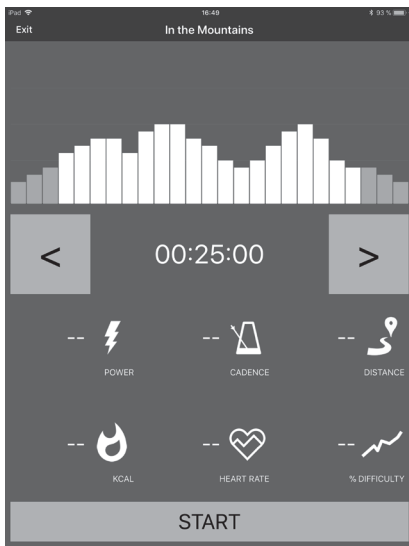 iPad 16:49 93 %
Exit In the Mountains
< 00:25:00 >
-- -- --
POWER CADENCE DISTANCE
-- -- --
KCAL HEART RATE % DIFFICULTY
START